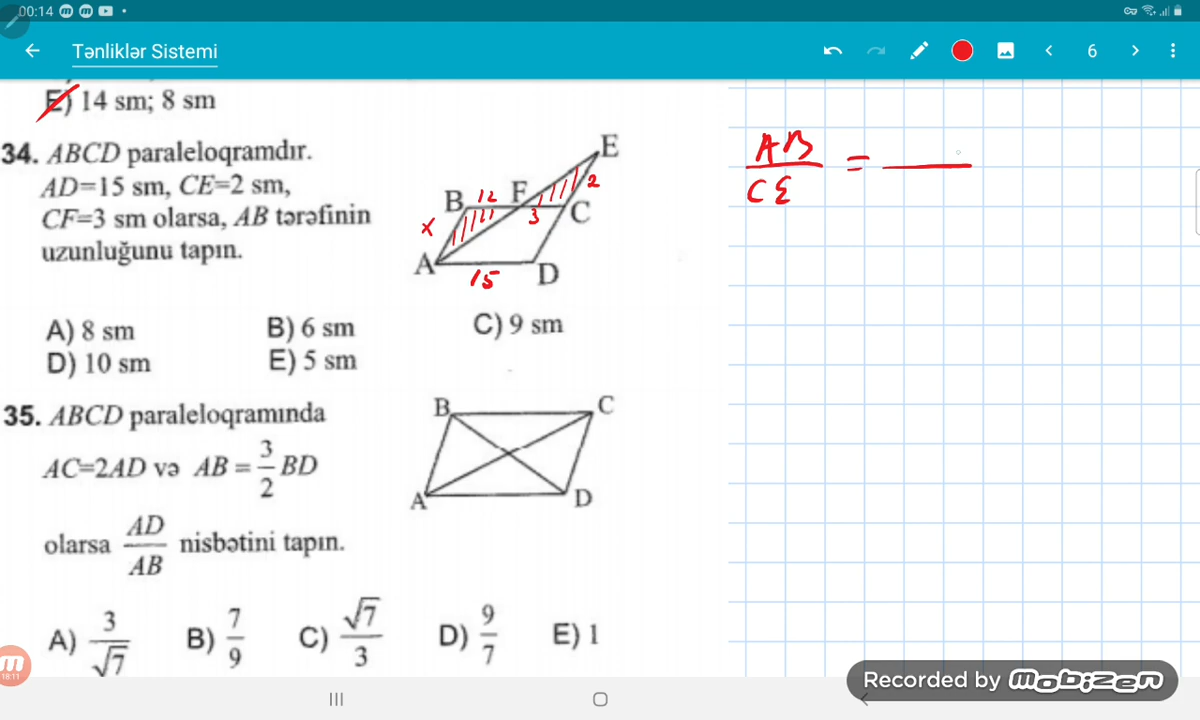 00:14
Tənliklər Sistemi
6
E) 14 sm; 8 sm
34. ABCD paraleloqramdır.
AD=15 sm, CE=2 sm,
CF=3 sm olarsa, AB tərəfinin
uzunluğunu tapın.
E
B 12 F 2
x 3 C
A 15 D
A) 8 sm B) 6 sm C) 9 sm
D) 10 sm E) 5 sm
35. ABCD paraleloqramında
AC=2AD və AB = 3/2 BD
olarsa AD/AB nisbətini tapın.
B C
A D
A) 3/√7 B) 7/9 C) √7/3 D) 9/7 E) 1
AB/CE =
18:11
Recorded by mobizen